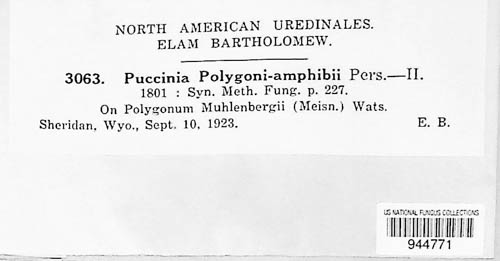 NORTH AMERICAN UREDINALES.
ELAM BARTHOLOMEW.
3063. Puccinia Polygoni-amphibii Pers.—II.
1801 : Syn. Meth. Fung. p. 227.
On Polygonum Muhlenbergii (Meisn.) Wats.
Sheridan, Wyo., Sept. 10, 1923. E. B.
US NATIONAL FUNGUS COLLECTIONS
944771